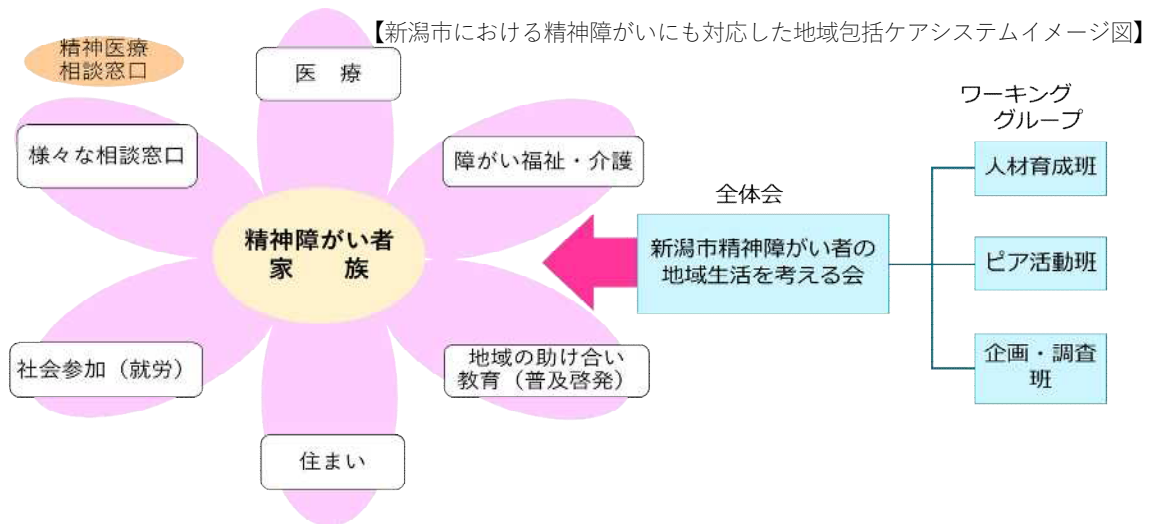 【新潟市における精神障がいにも対応した地域包括ケアシステムイメージ図】
精神医療
相談窓口
医　療
様々な相談窓口
障がい福祉・介護
精神障がい者
家　　族
社会参加（就労）
地域の助け合い
教育（普及啓発）
住まい
全体会
新潟市精神障がい者の
地域生活を考える会
ワーキング
グループ
人材育成班
ピア活動班
企画・調査
班